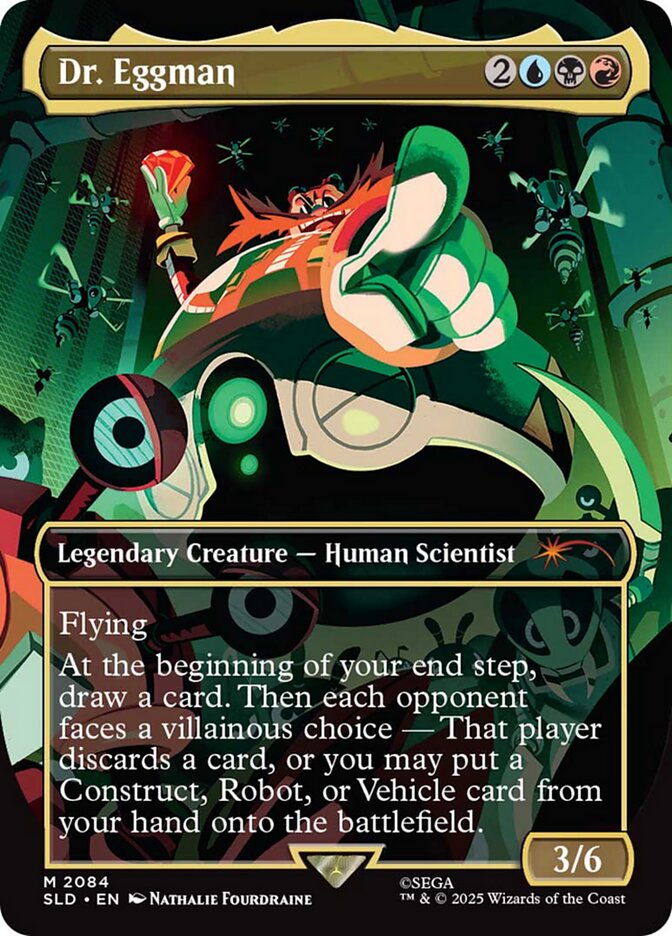 Dr. Eggman 2
Legendary Creature — Human Scientist
Flying
At the beginning of your end step,
draw a card. Then each opponent
faces a villainous choice — That player
discards a card, or you may put a
Construct, Robot, or Vehicle card from
your hand onto the battlefield.
3/6
M 2084
SLD • EN Nathalie Fourdraine
©SEGA
™ & © 2025 Wizards of the Coast